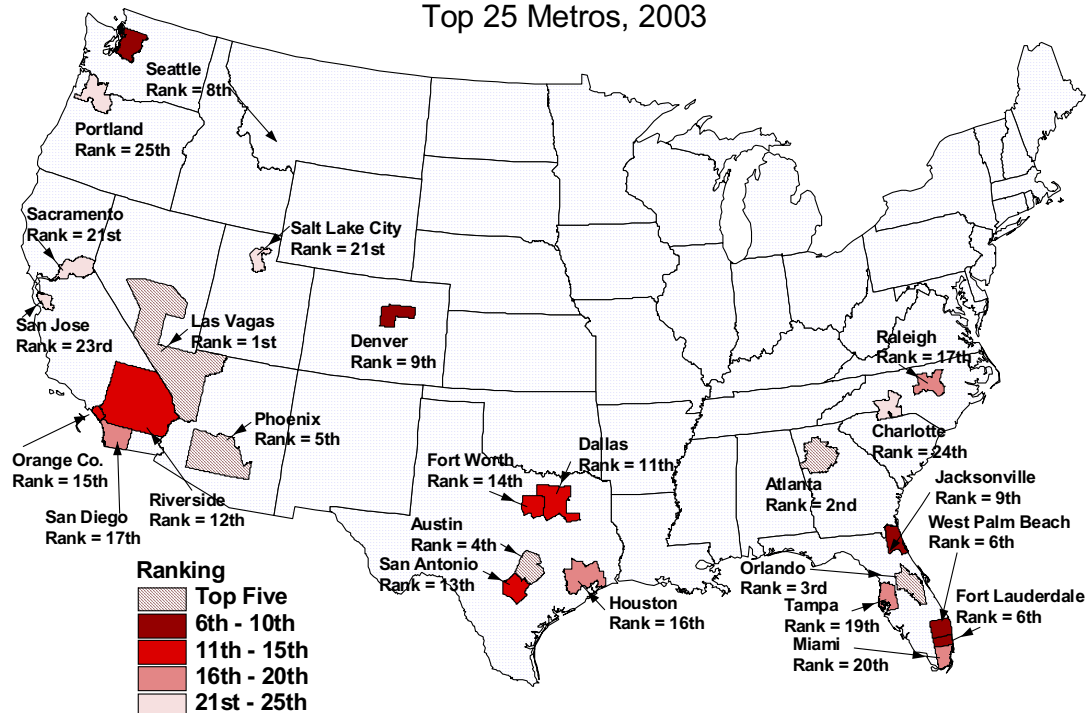 Top 25 Metros, 2003
Seattle
Rank = 8th
Portland
Rank = 25th
Sacramento
Rank = 21st
Salt Lake City
Rank = 21st
San Jose
Rank = 23rd
Las Vagas
Rank = 1st
Denver
Rank = 9th
Raleigh
Rank = 17th
Phoenix
Rank = 5th
Charlotte
Rank = 24th
Orange Co.
Rank = 15th
Riverside
Rank = 12th
San Diego
Rank = 17th
Fort Worth
Rank = 14th
Dallas
Rank = 11th
Atlanta
Rank = 2nd
Jacksonville
Rank = 9th
Austin
Rank = 4th
San Antonio
Rank = 13th
Houston
Rank = 16th
West Palm Beach
Rank = 6th
Orlando
Rank = 3rd
Fort Lauderdale
Rank = 6th
Tampa
Rank = 19th
Miami
Rank = 20th
Ranking
Top Five
6th - 10th
11th - 15th
16th - 20th
21st - 25th